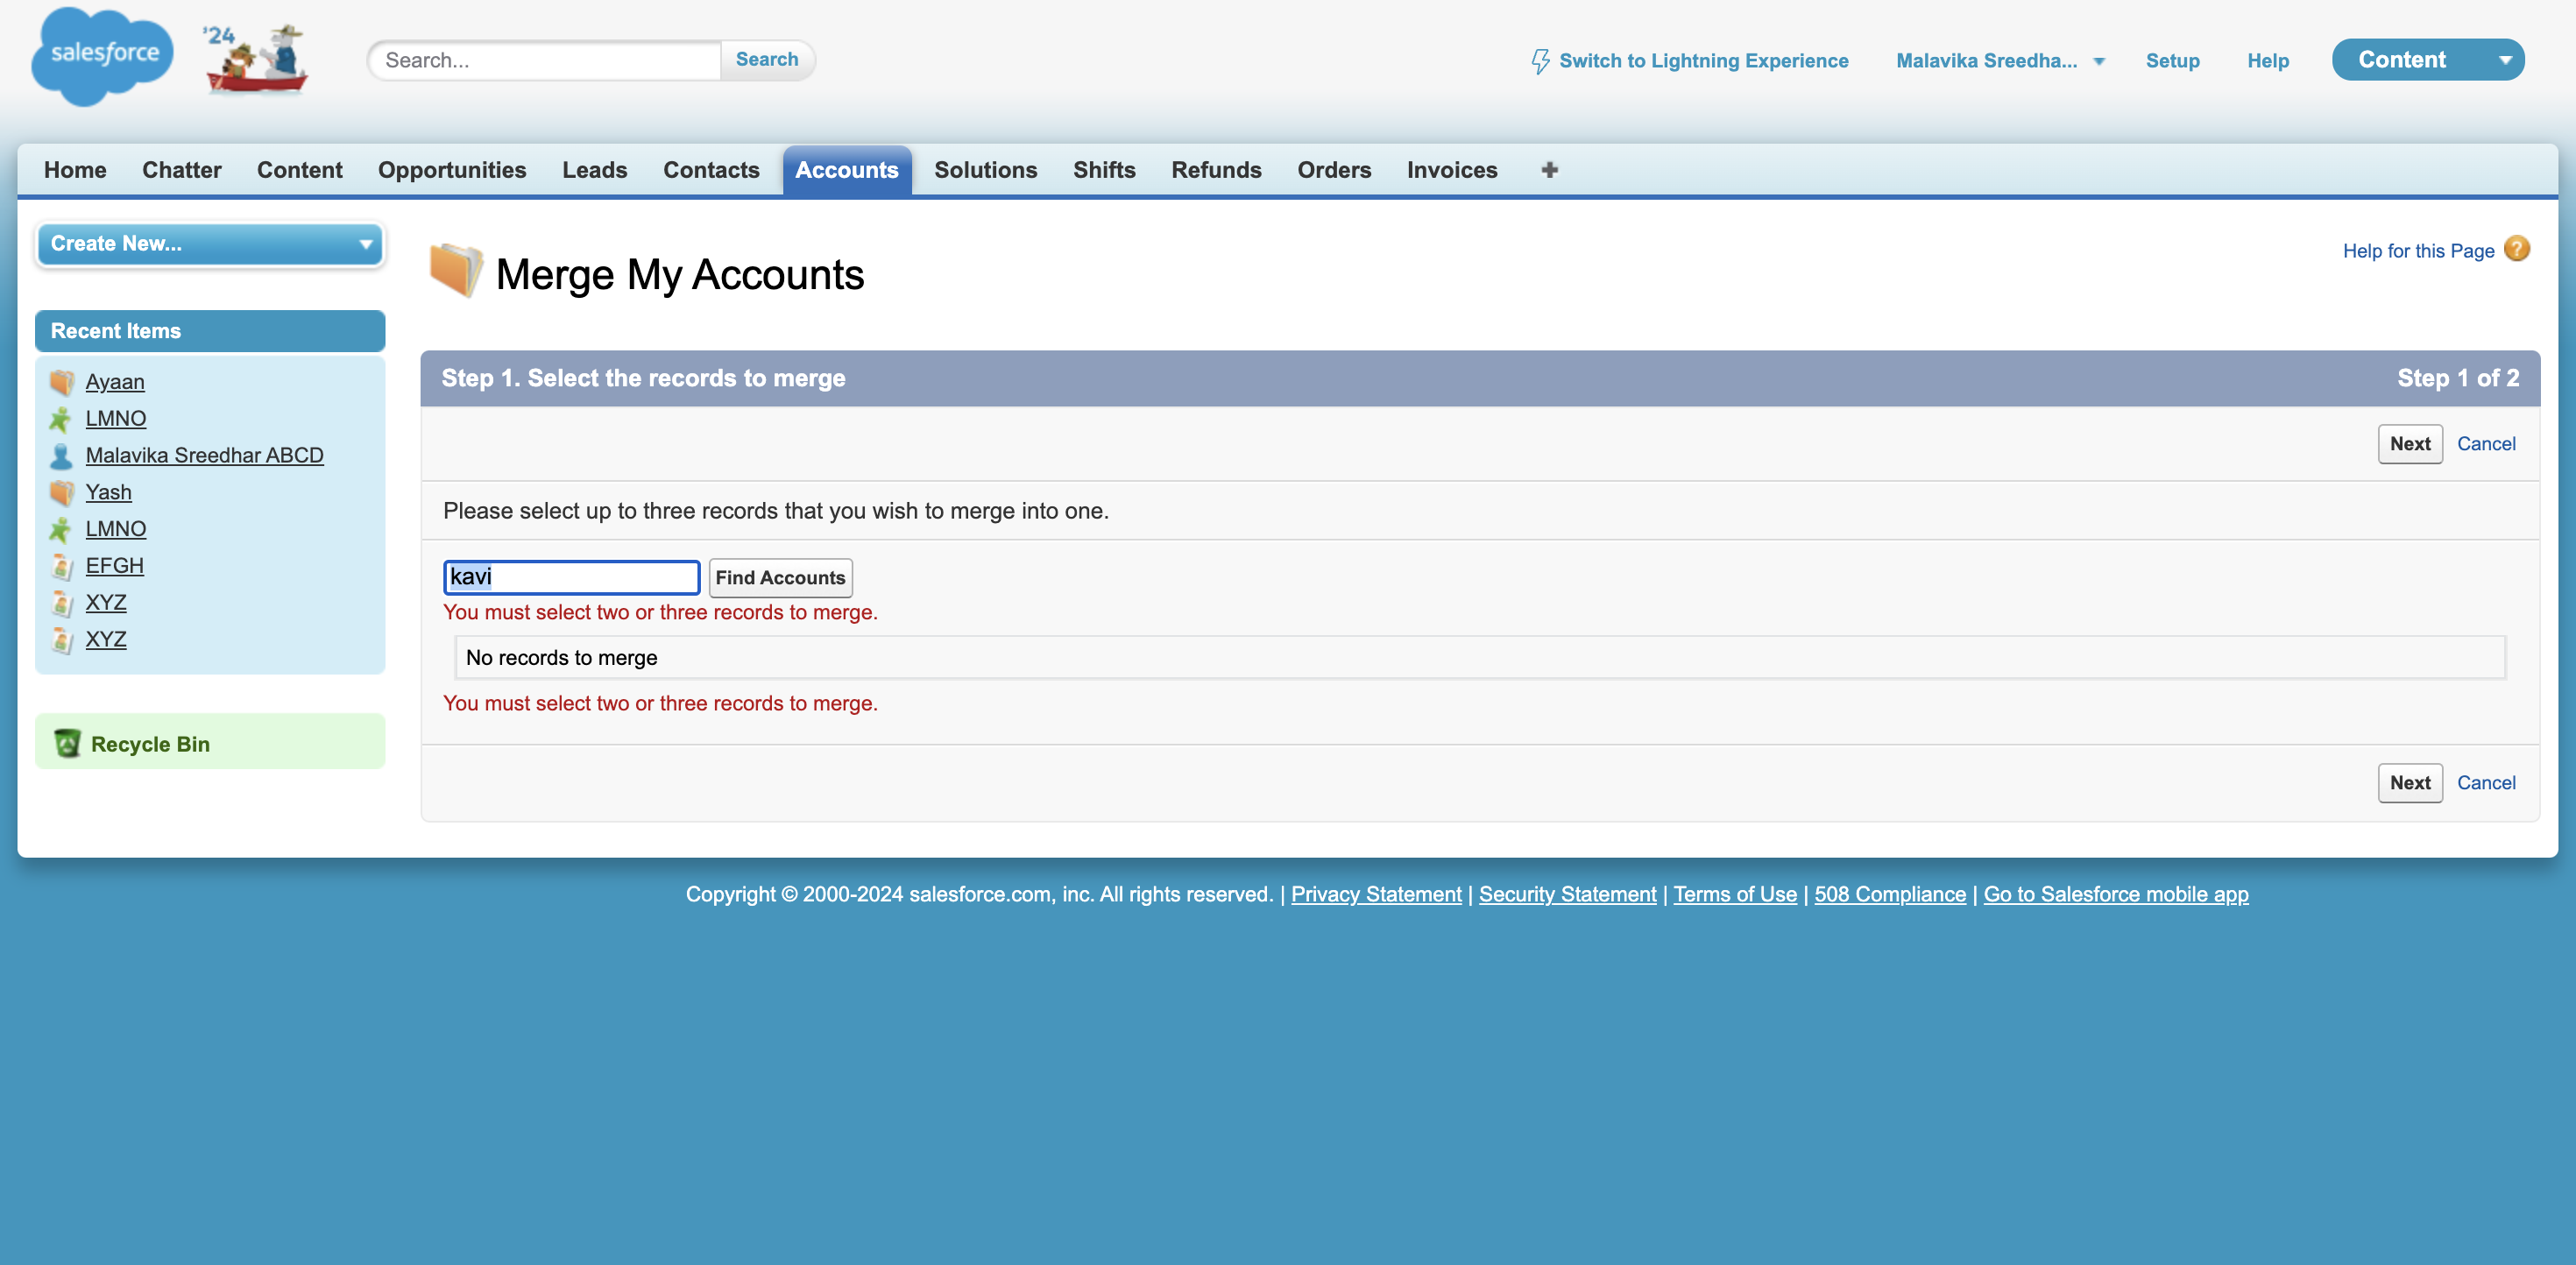 salesforce
'24
Search...
Search
Switch to Lightning Experience
Malavika Sreedha...
Setup
Help
Content
Home
Chatter
Content
Opportunities
Leads
Contacts
Accounts
Solutions
Shifts
Refunds
Orders
Invoices
+
Create New...
Recent Items
Ayaan
LMNO
Malavika Sreedhar ABCD
Yash
LMNO
EFGH
XYZ
XYZ
Recycle Bin
Merge My Accounts
Help for this Page
?
Step 1. Select the records to merge
Step 1 of 2
Next
Cancel
Please select up to three records that you wish to merge into one.
kavi
Find Accounts
You must select two or three records to merge.
No records to merge
You must select two or three records to merge.
Next
Cancel
Copyright © 2000-2024 salesforce.com, inc. All rights reserved. | Privacy Statement | Security Statement | Terms of Use | 508 Compliance | Go to Salesforce mobile app